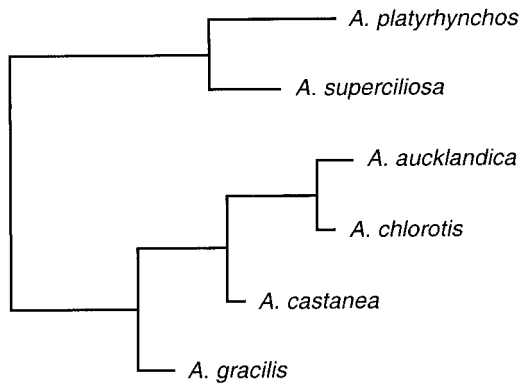 A. platyrhynchos
A. superciliosa
A. aucklandica
A. chlorotis
A. castanea
A. gracilis